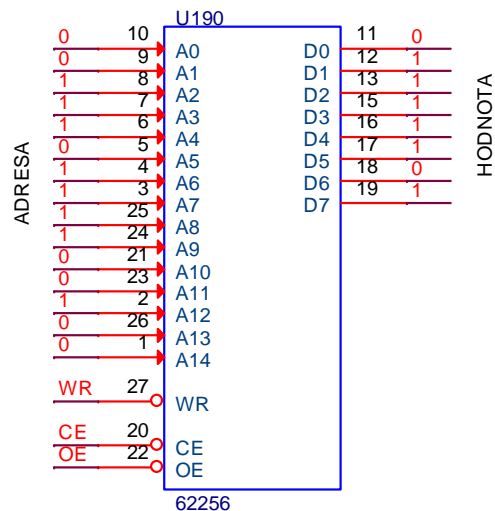 U190
ADRESA
HODNOTA
0 10 A0 D0 11 0
0 9 A1 D1 12 1
1 8 A2 D2 13 1
1 7 A3 D3 15 1
1 6 A4 D4 16 1
0 5 A5 D5 17 1
1 4 A6 D6 18 0
1 3 A7 D7 19 1
1 25 A8
1 24 A9
0 21 A10
0 23 A11
1 2 A12
0 26 A13
0 1 A14
WR 27 WR
CE 20 CE
OE 22 OE
62256